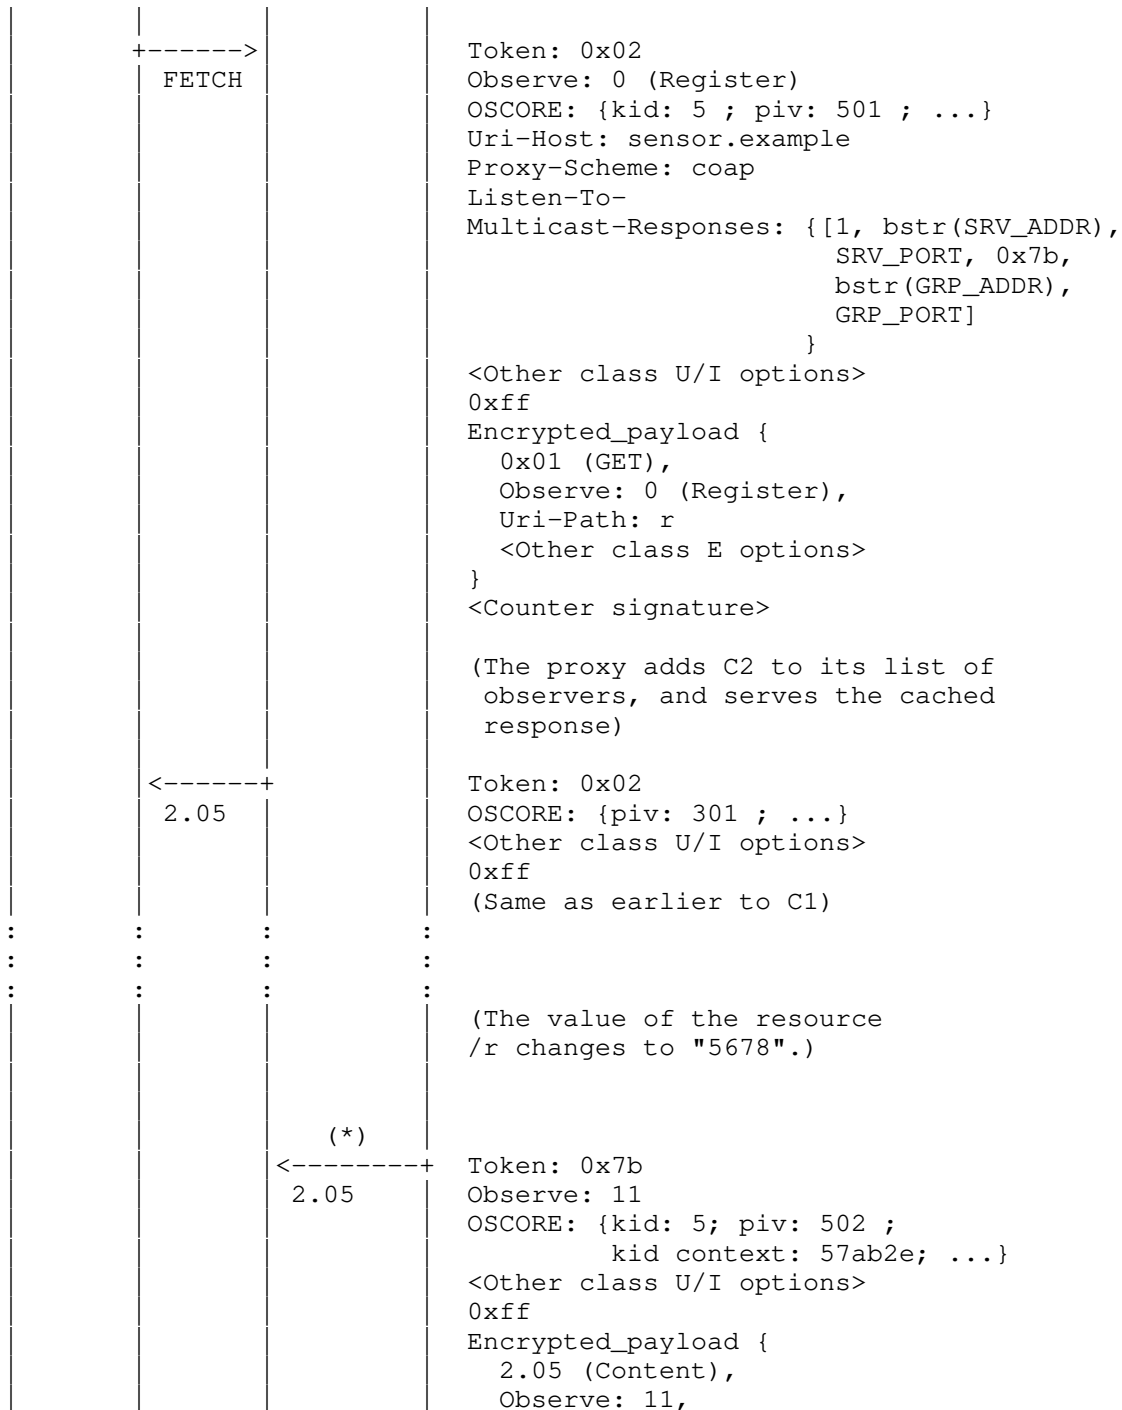 |       |       |         |
|       +------>|         |  Token: 0x02
|       | FETCH |         |  Observe: 0 (Register)
|       |       |         |  OSCORE: {kid: 5 ; piv: 501 ; ...}
|       |       |         |  Uri-Host: sensor.example
|       |       |         |  Proxy-Scheme: coap
|       |       |         |  Listen-To-
|       |       |         |  Multicast-Responses: {[1, bstr(SRV_ADDR),
|       |       |         |                         SRV_PORT, 0x7b,
|       |       |         |                         bstr(GRP_ADDR),
|       |       |         |                         GRP_PORT]
|       |       |         |                       }
|       |       |         |  <Other class U/I options>
|       |       |         |  0xff
|       |       |         |  Encrypted_payload {
|       |       |         |    0x01 (GET),
|       |       |         |    Observe: 0 (Register),
|       |       |         |    Uri-Path: r
|       |       |         |    <Other class E options>
|       |       |         |  }
|       |       |         |  <Counter signature>
|       |       |         |
|       |       |         |  (The proxy adds C2 to its list of
|       |       |         |   observers, and serves the cached
|       |       |         |   response)
|       |       |         |
|       |<------+         |  Token: 0x02
|       | 2.05  |         |  OSCORE: {piv: 301 ; ...}
|       |       |         |  <Other class U/I options>
|       |       |         |  0xff
|       |       |         |  (Same as earlier to C1)
:       :       :         :
:       :       :         :
:       :       :         :
|       |       |         |  (The value of the resource
|       |       |         |  /r changes to "5678".)
|       |       |         |
|       |       |         |
|       |       |   (*)   |
|       |       |<--------+  Token: 0x7b
|       |       | 2.05    |  Observe: 11
|       |       |         |  OSCORE: {kid: 5; piv: 502 ;
|       |       |         |           kid context: 57ab2e; ...}
|       |       |         |  <Other class U/I options>
|       |       |         |  0xff
|       |       |         |  Encrypted_payload {
|       |       |         |    2.05 (Content),
|       |       |         |    Observe: 11,